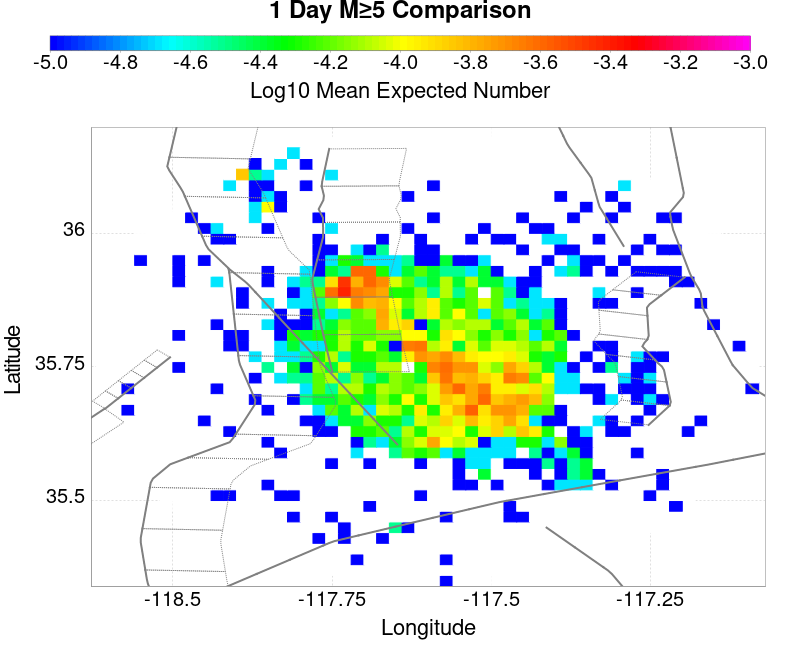 1 Day M≥5 Comparison
-5.0 -4.8 -4.6 -4.4 -4.2 -4.0 -3.8 -3.6 -3.4 -3.2 -3.0
Log10 Mean Expected Number
36
35.75
35.5
Latitude
-118.5 -117.75 -117.5 -117.25
Longitude